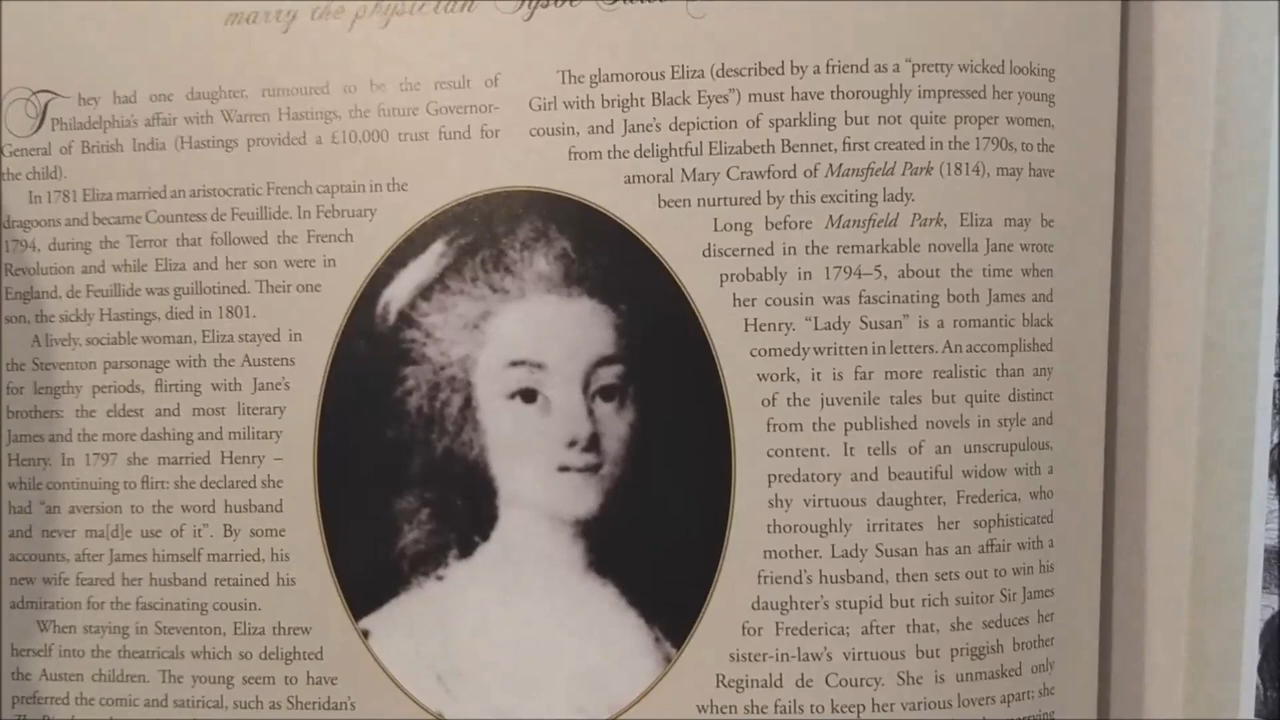 marry the physician Tysoe
They had one daughter, rumoured to be the result of
Philadelphia's affair with Warren Hastings, the future Governor-
General of British India (Hastings provided a £10,000 trust fund for
the child).
In 1781 Eliza married an aristocratic French captain in the
dragoons and became Countess de Feuillide. In February
1794, during the Terror that followed the French
Revolution and while Eliza and her son were in
England, de Feuillide was guillotined. Their one
son, the sickly Hastings, died in 1801.
A lively, sociable woman, Eliza stayed in
the Steventon parsonage with the Austens
for lengthy periods, flirting with Jane's
brothers: the eldest and most literary
James and the more dashing and military
Henry. In 1797 she married Henry –
while continuing to flirt: she declared she
had "an aversion to the word husband
and never ma[d]e use of it". By some
accounts, after James himself married, his
new wife feared her husband retained his
admiration for the fascinating cousin.
When staying in Steventon, Eliza threw
herself into the theatricals which so delighted
the Austen children. The young seem to have
preferred the comic and satirical, such as Sheridan's
The glamorous Eliza (described by a friend as a "pretty wicked looking
Girl with bright Black Eyes") must have thoroughly impressed her young
cousin, and Jane's depiction of sparkling but not quite proper women,
from the delightful Elizabeth Bennet, first created in the 1790s, to the
amoral Mary Crawford of Mansfield Park (1814), may have
been nurtured by this exciting lady.
Long before Mansfield Park, Eliza may be
discerned in the remarkable novella Jane wrote
probably in 1794–5, about the time when
her cousin was fascinating both James and
Henry. "Lady Susan" is a romantic black
comedy written in letters. An accomplished
work, it is far more realistic than any
of the juvenile tales but quite distinct
from the published novels in style and
content. It tells of an unscrupulous,
predatory and beautiful widow with a
shy virtuous daughter, Frederica, who
thoroughly irritates her sophisticated
mother. Lady Susan has an affair with a
friend's husband, then sets out to win his
daughter's stupid but rich suitor Sir James
for Frederica; after that, she seduces her
sister-in-law's virtuous but priggish brother
Reginald de Courcy. She is unmasked only
when she fails to keep her various lovers apart; she